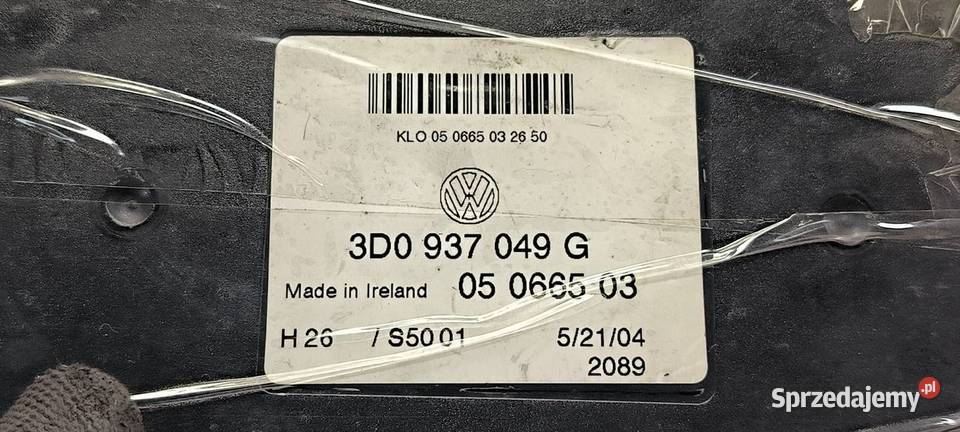 KLO 05 0665 03 26 50
VW
3D0 937 049 G
Made in Ireland 05 0665 03
H 26 / S50 01 5/21/04
2089
Sprzedajemy.pl